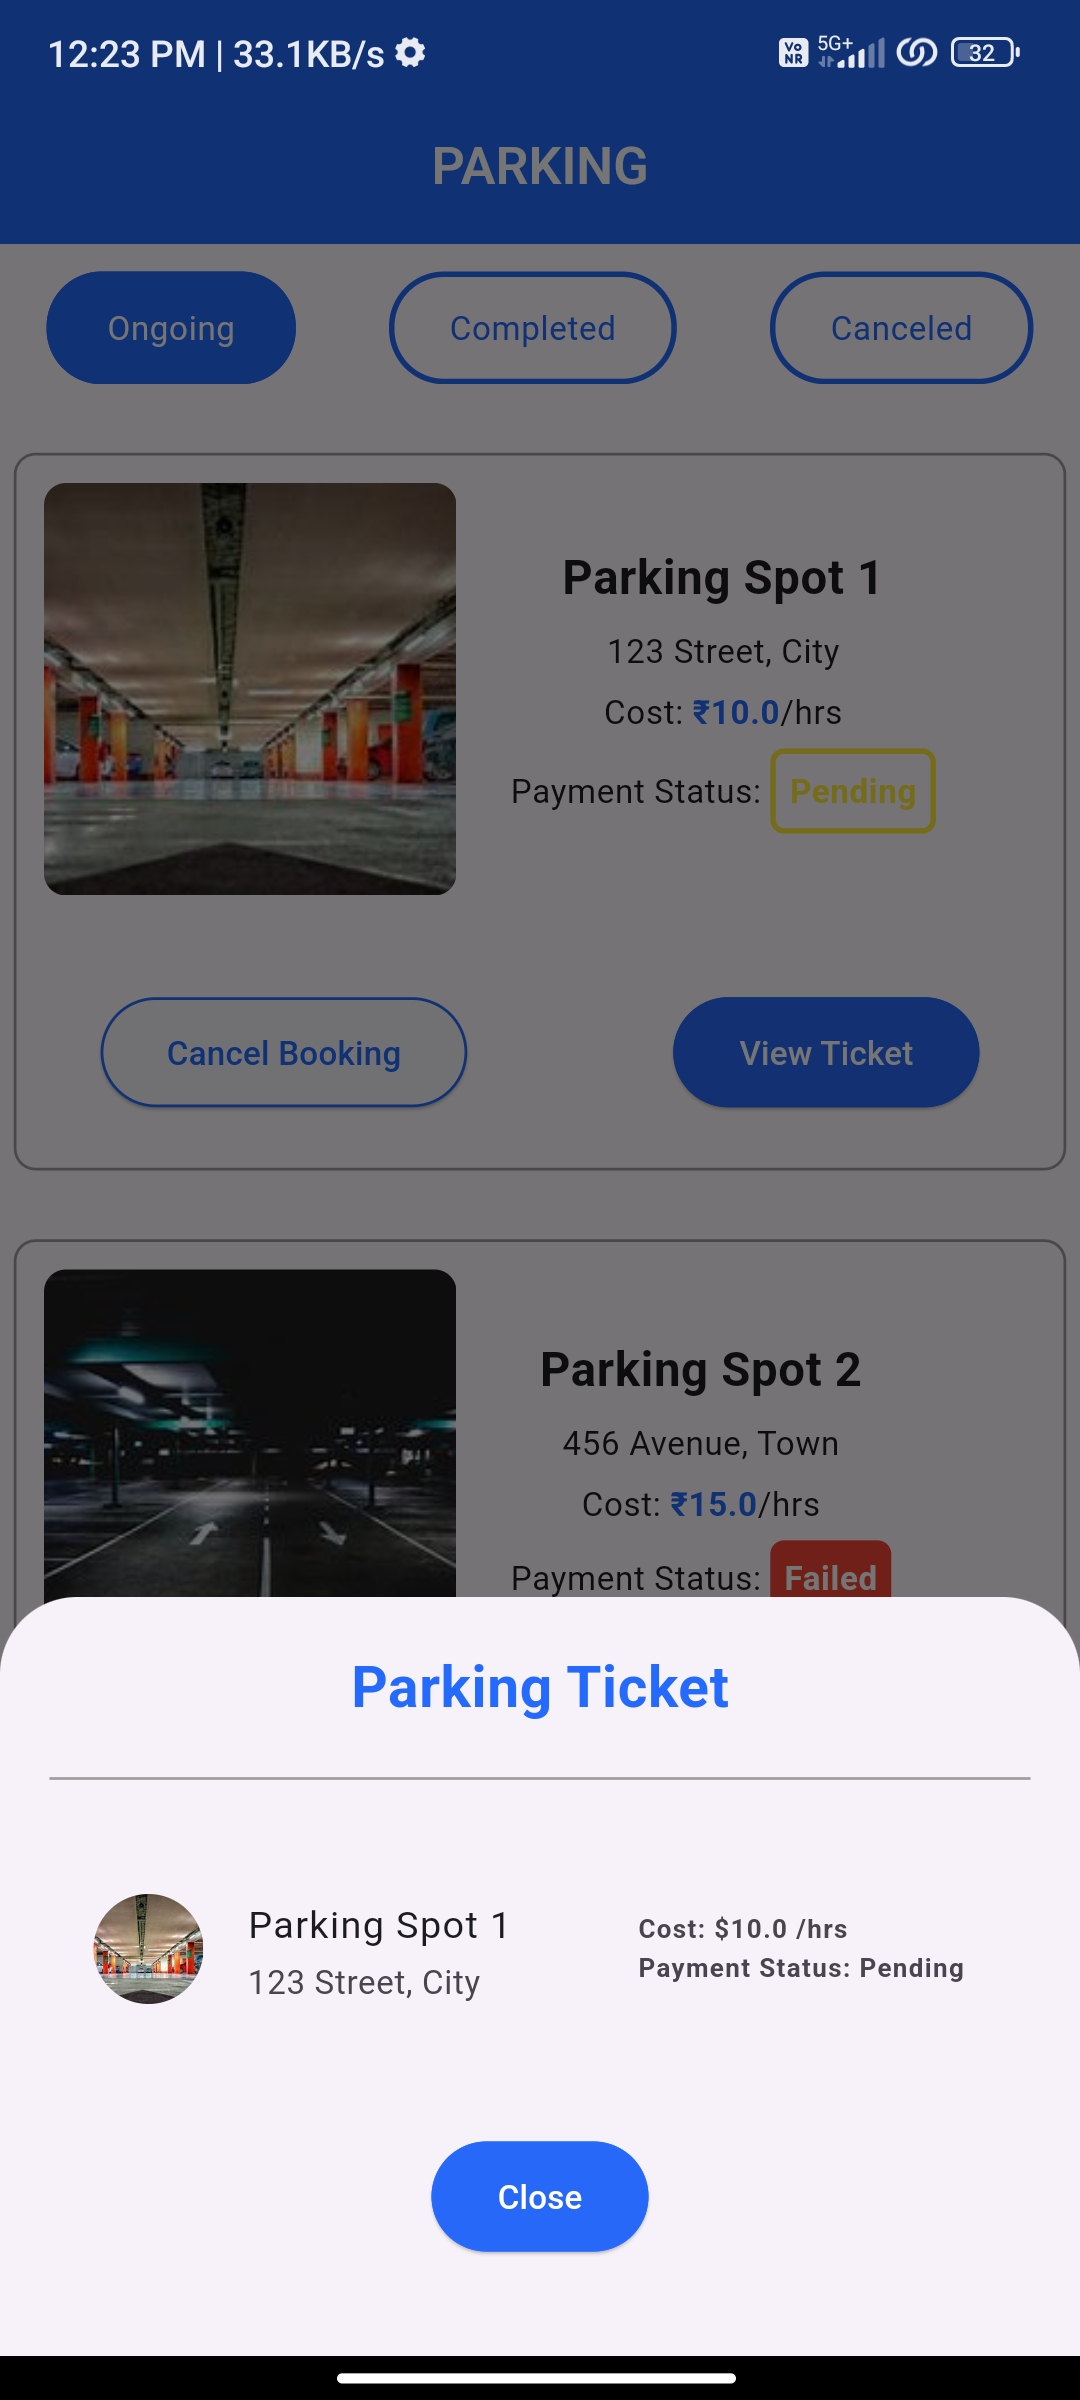 12:23 PM | 33.1KB/s Vo NR 5G+ 32
PARKING
Ongoing Completed Canceled
Parking Spot 1
123 Street, City
Cost: ₹10.0/hrs
Payment Status: Pending
Cancel Booking View Ticket
Parking Spot 2
456 Avenue, Town
Cost: ₹15.0/hrs
Payment Status: Failed
Parking Ticket
Parking Spot 1
123 Street, City
Cost: $10.0 /hrs
Payment Status: Pending
Close